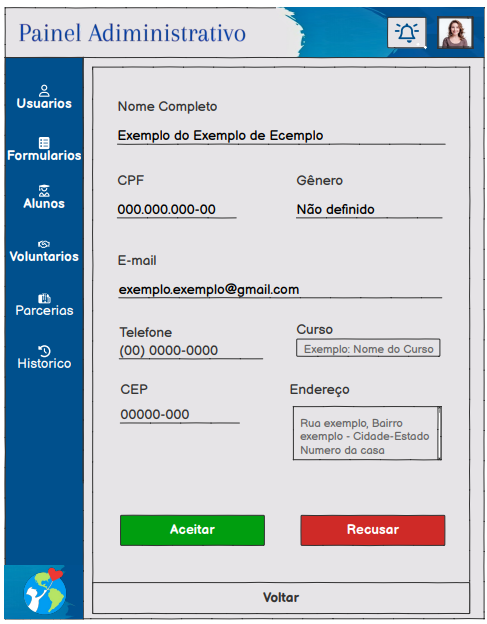 Painel Adiministrativo
Usuarios
Formularios
Alunos
Voluntarios
Parcerias
Historico
Nome Completo
Exemplo do Exemplo de Ecemplo
CPF
Gênero
000.000.000-00
Não definido
E-mail
exemplo.exemplo@gmail.com
Telefone
Curso
(00) 0000-0000
Exemplo: Nome do Curso
CEP
Endereço
00000-000
Rua exemplo, Bairro
exemplo - Cidade-Estado
Numero da casa
Aceitar
Recusar
Voltar